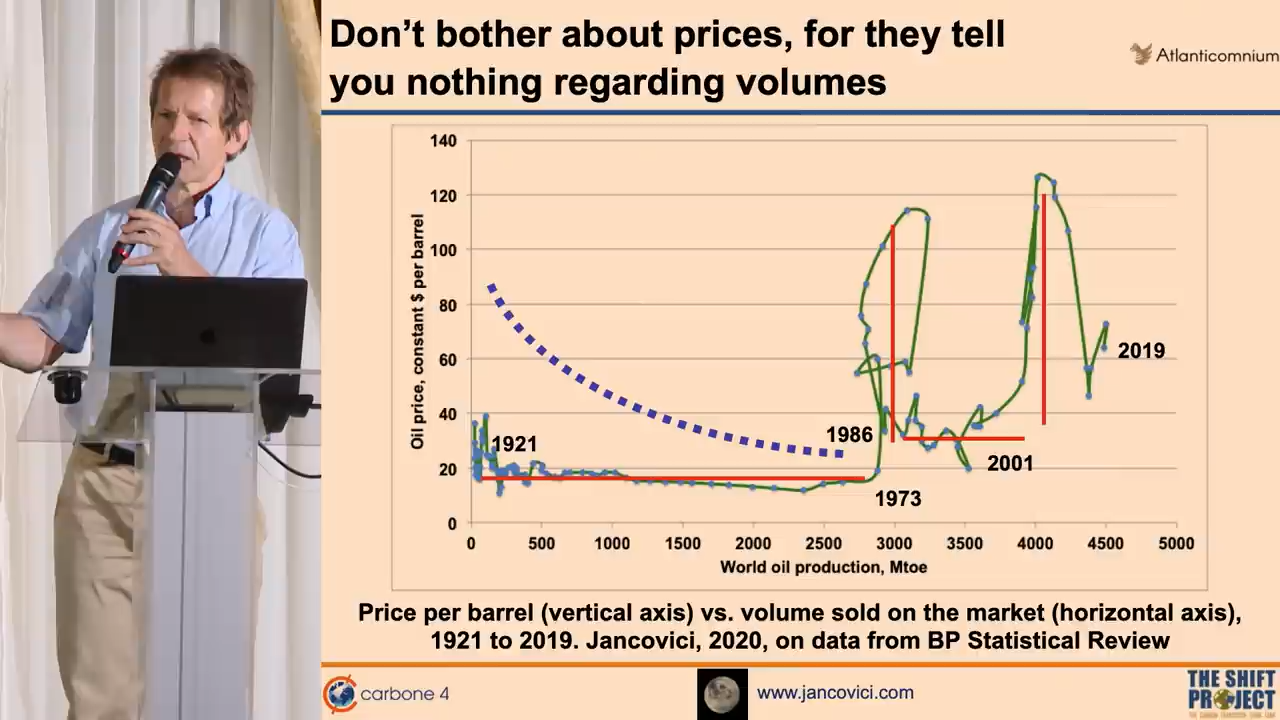 Don't bother about prices, for they tell
you nothing regarding volumes
Atlanticomnium
140
120
100
80
60
40
20
0
Oil price, constant $ per barrel
1921
1986
1973
2001
2019
0 500 1000 1500 2000 2500 3000 3500 4000 4500 5000
World oil production, Mtoe
Price per barrel (vertical axis) vs. volume sold on the market (horizontal axis),
1921 to 2019. Jancovici, 2020, on data from BP Statistical Review
carbone 4
www.jancovici.com
THE SHIFT
PROJECT